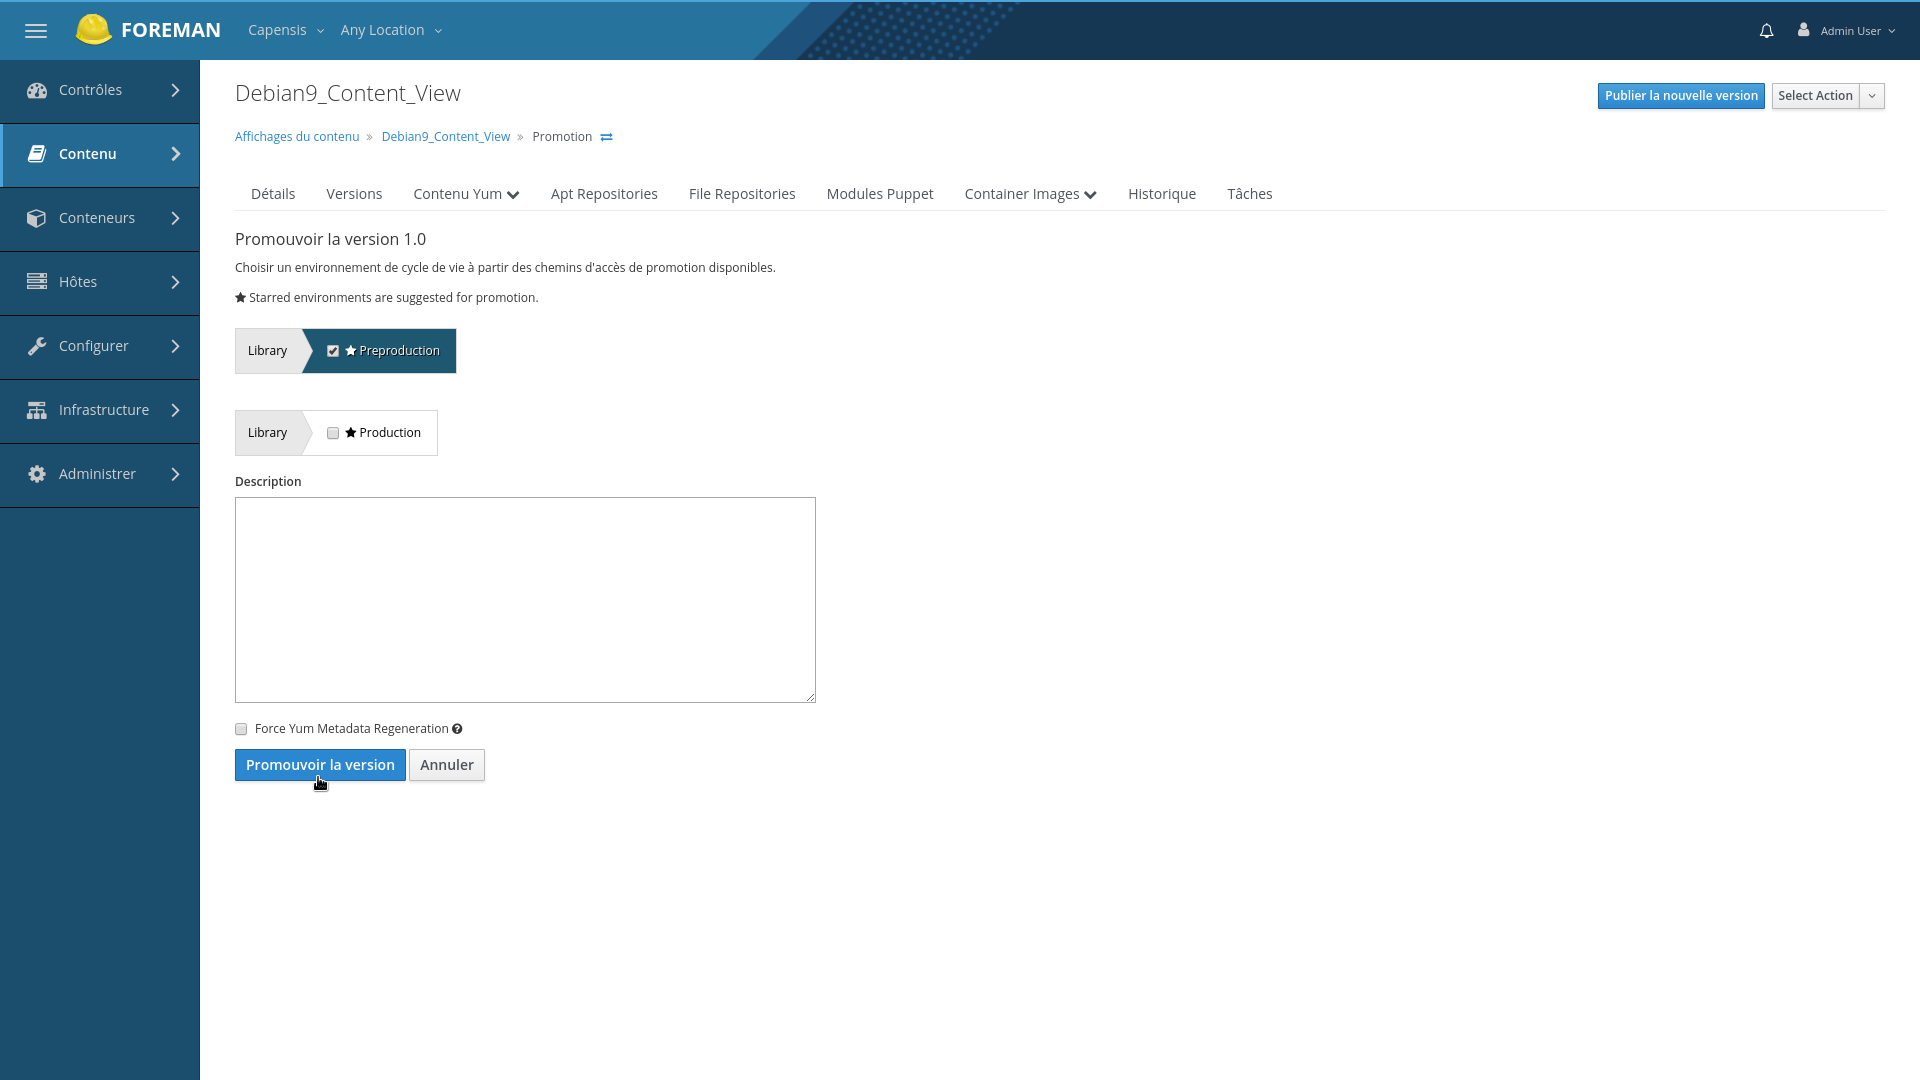 FOREMAN Capensis Any Location Admin User
Contrôles
Contenu
Conteneurs
Hôtes
Configurer
Infrastructure
Administrer
Debian9_Content_View
Publier la nouvelle version Select Action
Affichages du contenu » Debian9_Content_View » Promotion
Détails Versions Contenu Yum Apt Repositories File Repositories Modules Puppet Container Images Historique Tâches
Promouvoir la version 1.0
Choisir un environnement de cycle de vie à partir des chemins d'accès de promotion disponibles.
Starred environments are suggested for promotion.
Library Preproduction
Library Production
Description
Force Yum Metadata Regeneration
Promouvoir la version Annuler